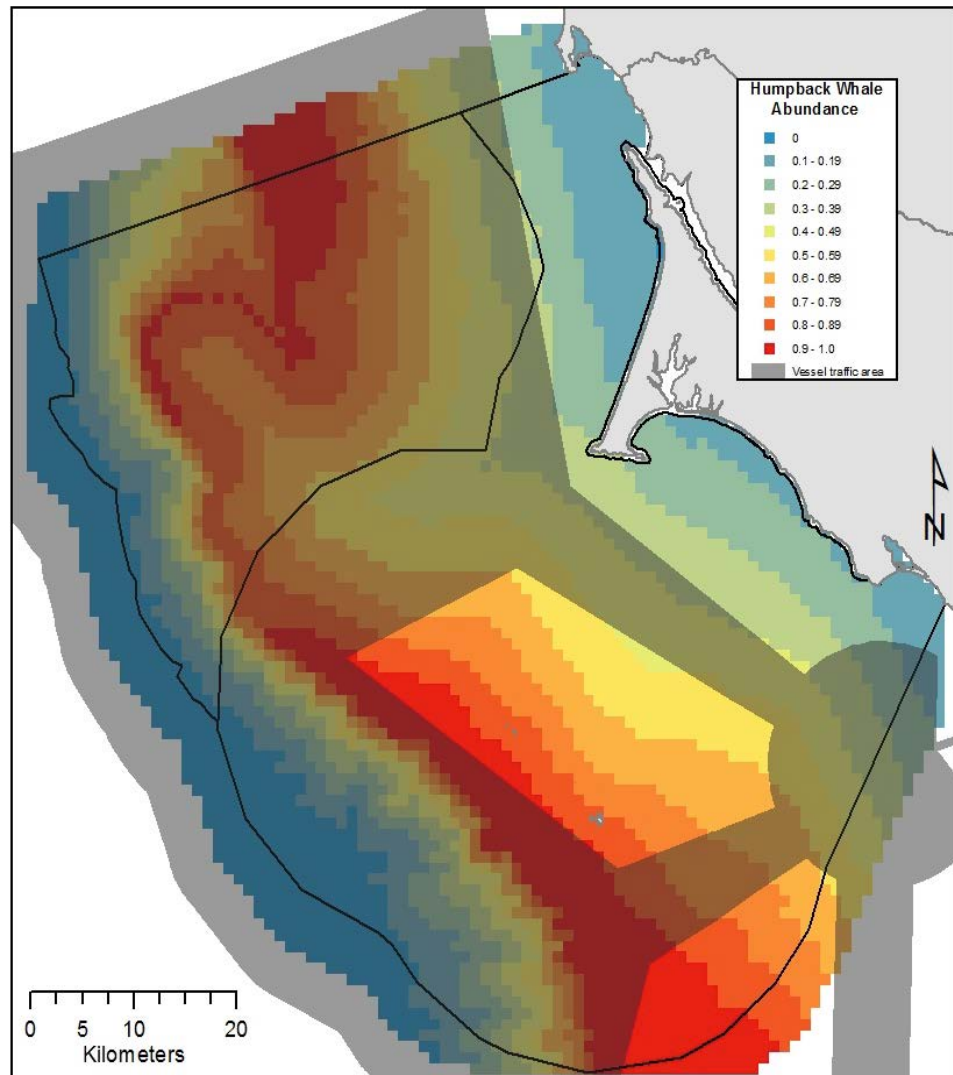 Humpback Whale
Abundance
0
0.1 - 0.19
0.2 - 0.29
0.3 - 0.39
0.4 - 0.49
0.5 - 0.59
0.6 - 0.69
0.7 - 0.79
0.8 - 0.89
0.9 - 1.0
Vessel traffic area
N
0 5 10 20
Kilometers